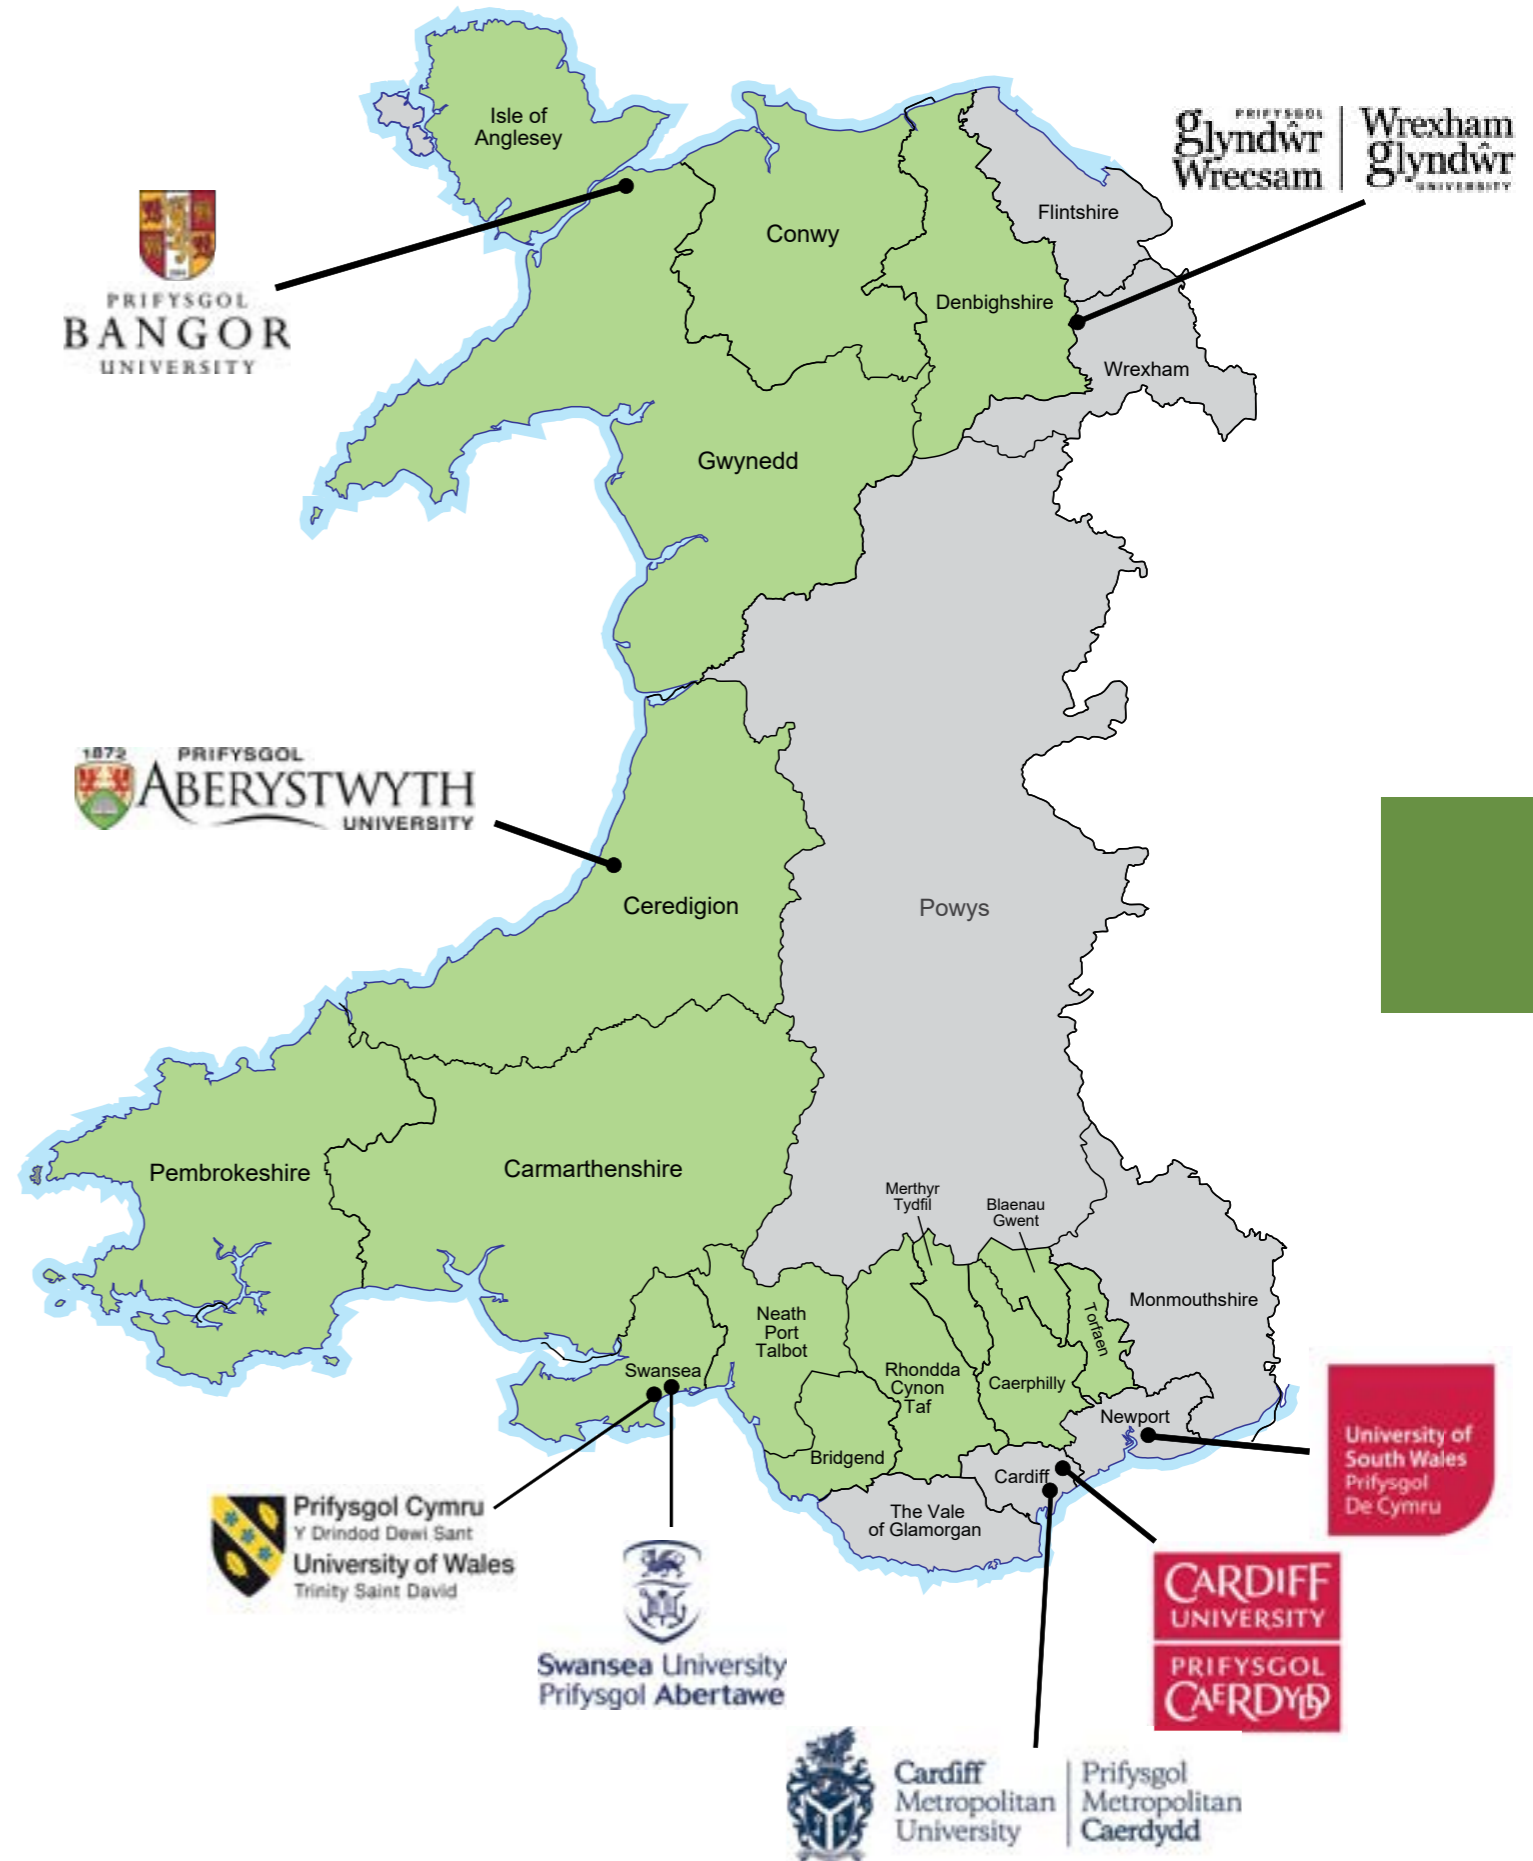 Isle of
Anglesey
PRIFYSGOL
glyndŵr
Wrecsam
Wrexham
glyndŵr
UNIVERSITY
Flintshire
Conwy
PRIFYSGOL
BANGOR
UNIVERSITY
Denbighshire
Wrexham
Gwynedd
1872
PRIFYSGOL
ABERYSTWYTH
UNIVERSITY
Ceredigion
Powys
Pembrokeshire
Carmarthenshire
Merthyr
Tydfil
Blaenau
Gwent
Monmouthshire
Torfaen
Neath
Port
Talbot
Swansea
Rhondda
Cynon
Taf
Caerphilly
Newport
Bridgend
Cardiff
The Vale
of Glamorgan
University of
South Wales
Prifysgol
De Cymru
Prifysgol Cymru
Y Drindod Dewi Sant
University of Wales
Trinity Saint David
Swansea University
Prifysgol Abertawe
CARDIFF
UNIVERSITY
PRIFYSGOL
CAERDYDD
Cardiff
Metropolitan
University
Prifysgol
Metropolitan
Caerdydd